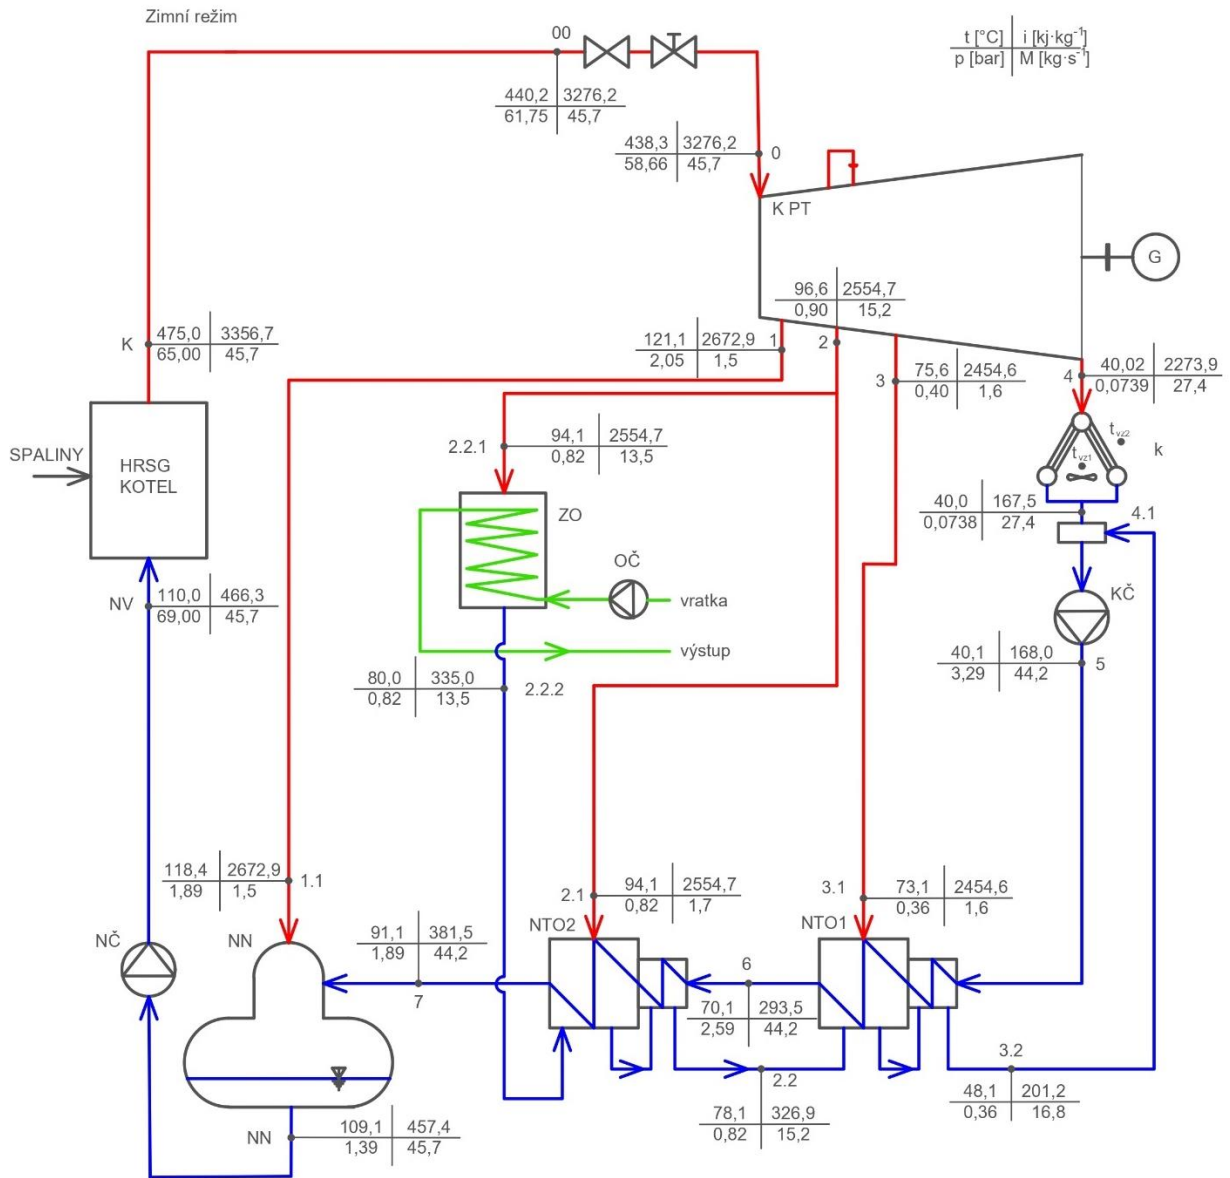 Zimní režim
00
t [°C] i [kj·kg⁻¹]
p [bar] M [kg·s⁻¹]
440,2 3276,2
61,75 45,7
438,3 3276,2
58,66 45,7
0
K PT
G
96,6 2554,7
0,90 15,2
K
475,0 3356,7
65,00 45,7
121,1 2672,9
2,05 1,5
1
2
3
75,6 2454,6
0,40 1,6
4
40,02 2273,9
0,0739 27,4
SPALINY
HRSG
KOTEL
2.2.1
94,1 2554,7
0,82 13,5
t vz2
t vz1
k
40,0 167,5
0,0738 27,4
4.1
ZO
OČ
vratka
výstup
KČ
NV
110,0 466,3
69,00 45,7
40,1 168,0
3,29 44,2
5
80,0 335,0
0,82 13,5
2.2.2
118,4 2672,9
1,89 1,5
1.1
2.1
94,1 2554,7
0,82 1,7
3.1
73,1 2454,6
0,36 1,6
NČ
NN
91,1 381,5
1,89 44,2
7
NTO2
NTO1
6
70,1 293,5
2,59 44,2
2.2
78,1 326,9
0,82 15,2
3.2
48,1 201,2
0,36 16,8
NN
109,1 457,4
1,39 45,7